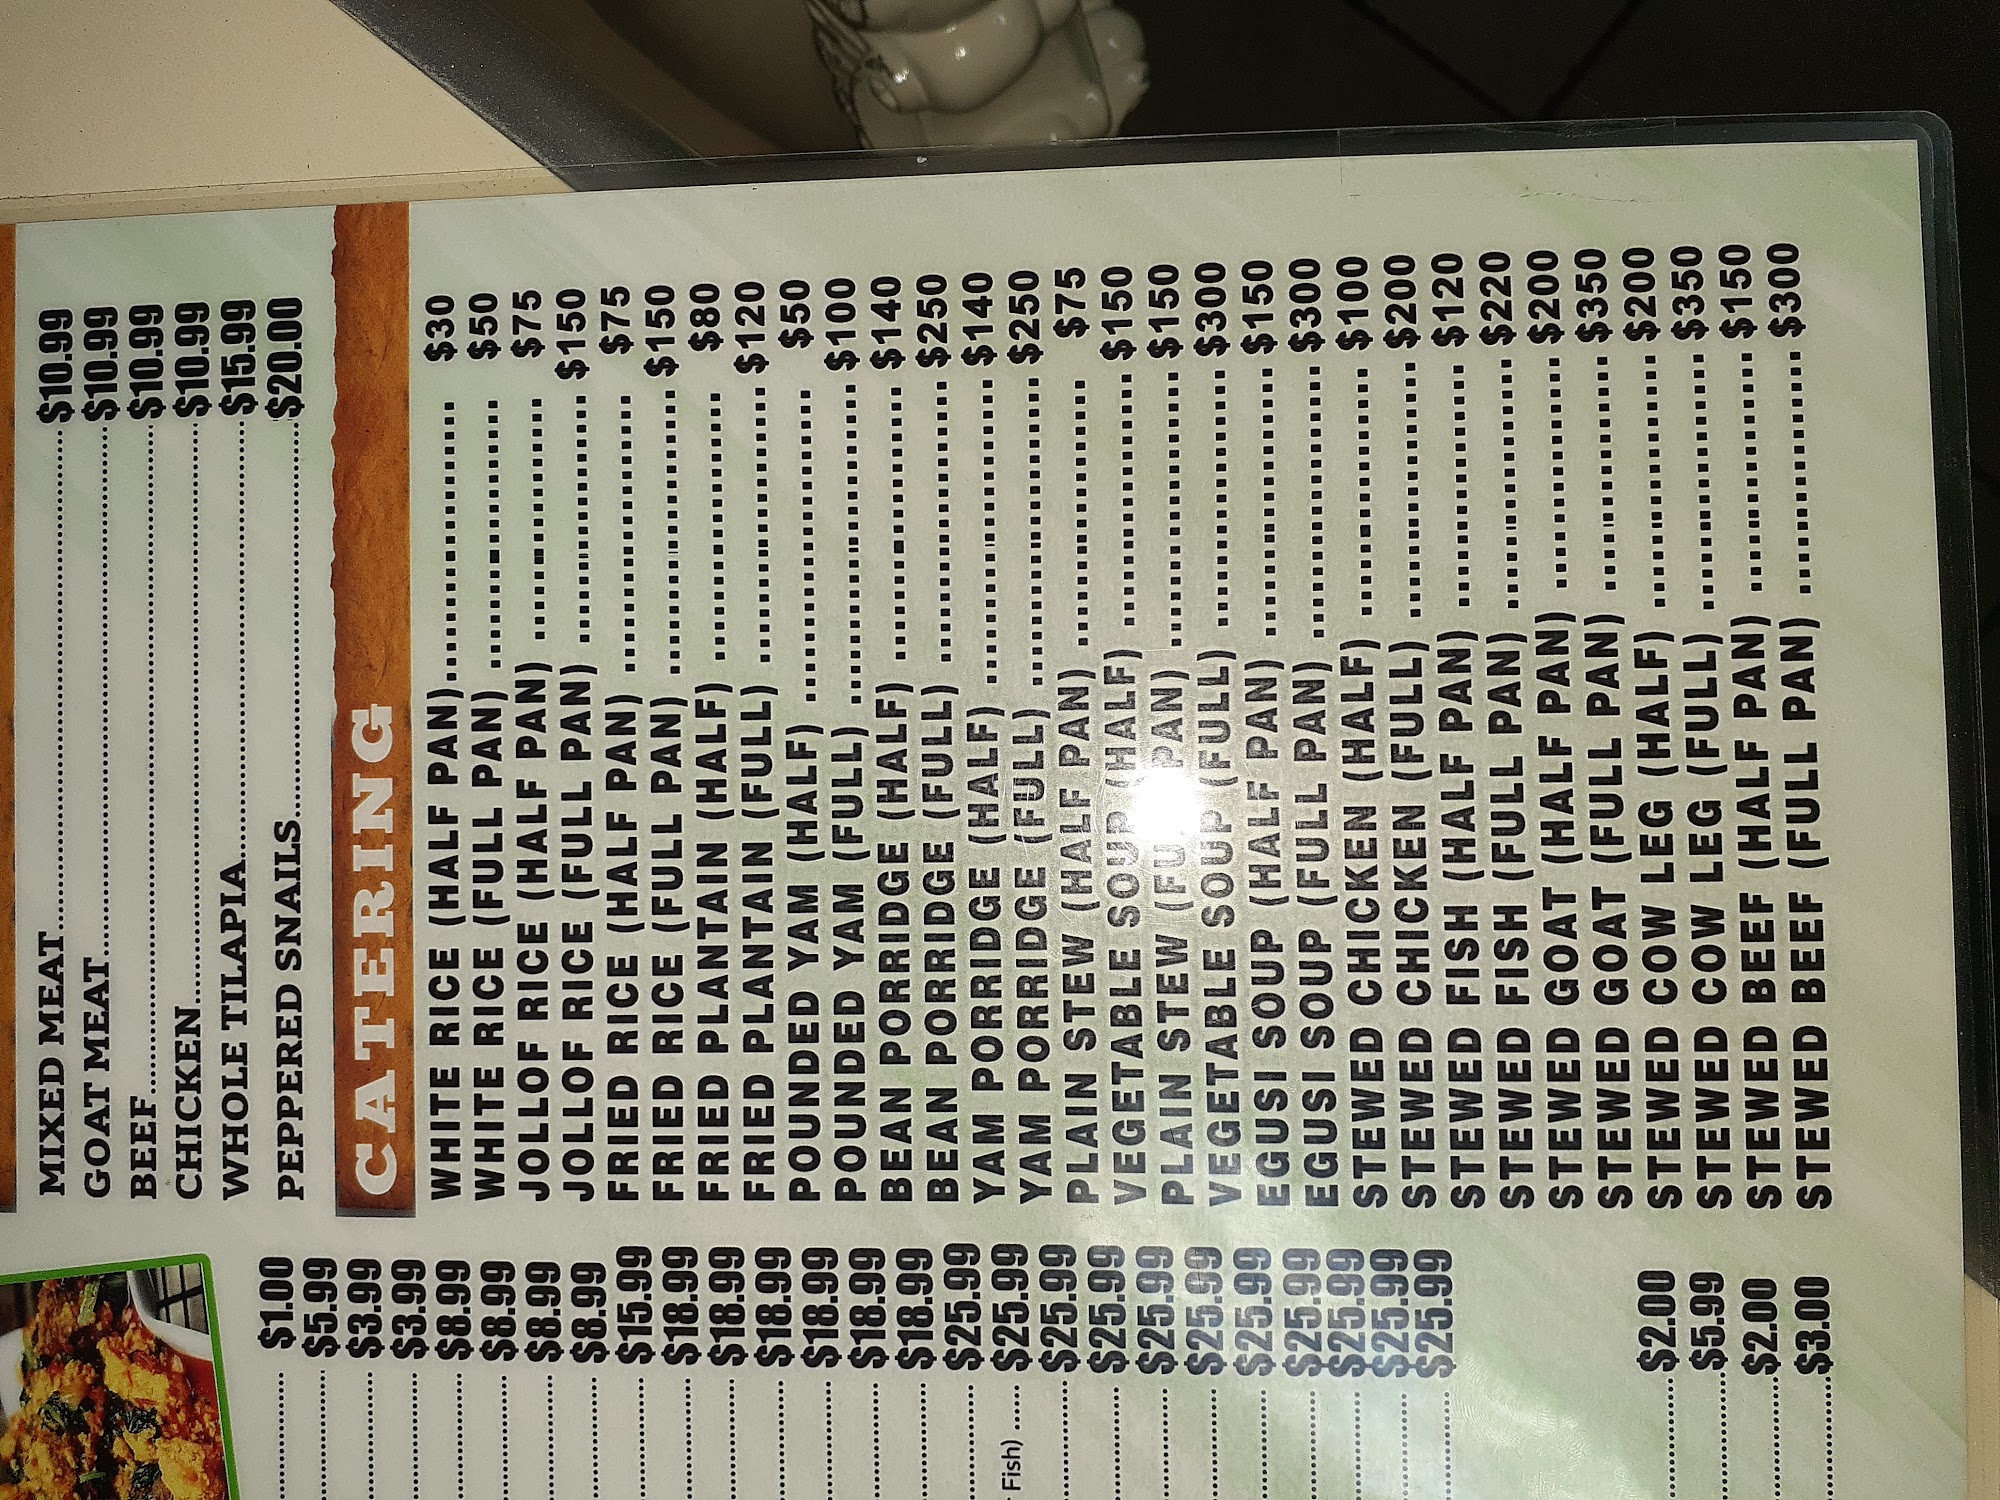 $1.00
$5.99
$3.99
$3.99
$8.99
$8.99
$8.99
$8.99
$15.99
$18.99
$18.99
$18.99
$18.99
$18.99
$18.99
$25.99
Fish) ...... $25.99
$25.99
$25.99
$25.99
$25.99
$25.99
$25.99
$25.99
$25.99
$25.99
$2.00
$5.99
$2.00
$3.00
MIXED MEAT $10.99
GOAT MEAT $10.99
BEEF $10.99
CHICKEN $10.99
WHOLE TILAPIA $15.99
PEPPERED SNAILS $20.00
CATERING
WHITE RICE (HALF PAN) $30
WHITE RICE (FULL PAN) $50
JOLLOF RICE (HALF PAN) $75
JOLLOF RICE (FULL PAN) $150
FRIED RICE (HALF PAN) $75
FRIED RICE (FULL PAN) $150
FRIED PLANTAIN (HALF) $80
FRIED PLANTAIN (FULL) $120
POUNDED YAM (HALF) $50
POUNDED YAM (FULL) $100
BEAN PORRIDGE (HALF) $140
BEAN PORRIDGE (FULL) $250
YAM PORRIDGE (HALF) $140
YAM PORRIDGE (FULL) $250
PLAIN STEW (HALF PAN) $75
VEGETABLE SOUP (HALF) $150
PLAIN STEW (FULL PAN) $150
VEGETABLE SOUP (FULL) $300
EGUSI SOUP (HALF PAN) $150
EGUSI SOUP (FULL PAN) $300
STEWED CHICKEN (HALF) $100
STEWED CHICKEN (FULL) $200
STEWED FISH (HALF PAN) $120
STEWED FISH (FULL PAN) $220
STEWED GOAT (HALF PAN) $200
STEWED GOAT (FULL PAN) $350
STEWED COW LEG (HALF) $200
STEWED COW LEG (FULL) $350
STEWED BEEF (HALF PAN) $150
STEWED BEEF (FULL PAN) $300